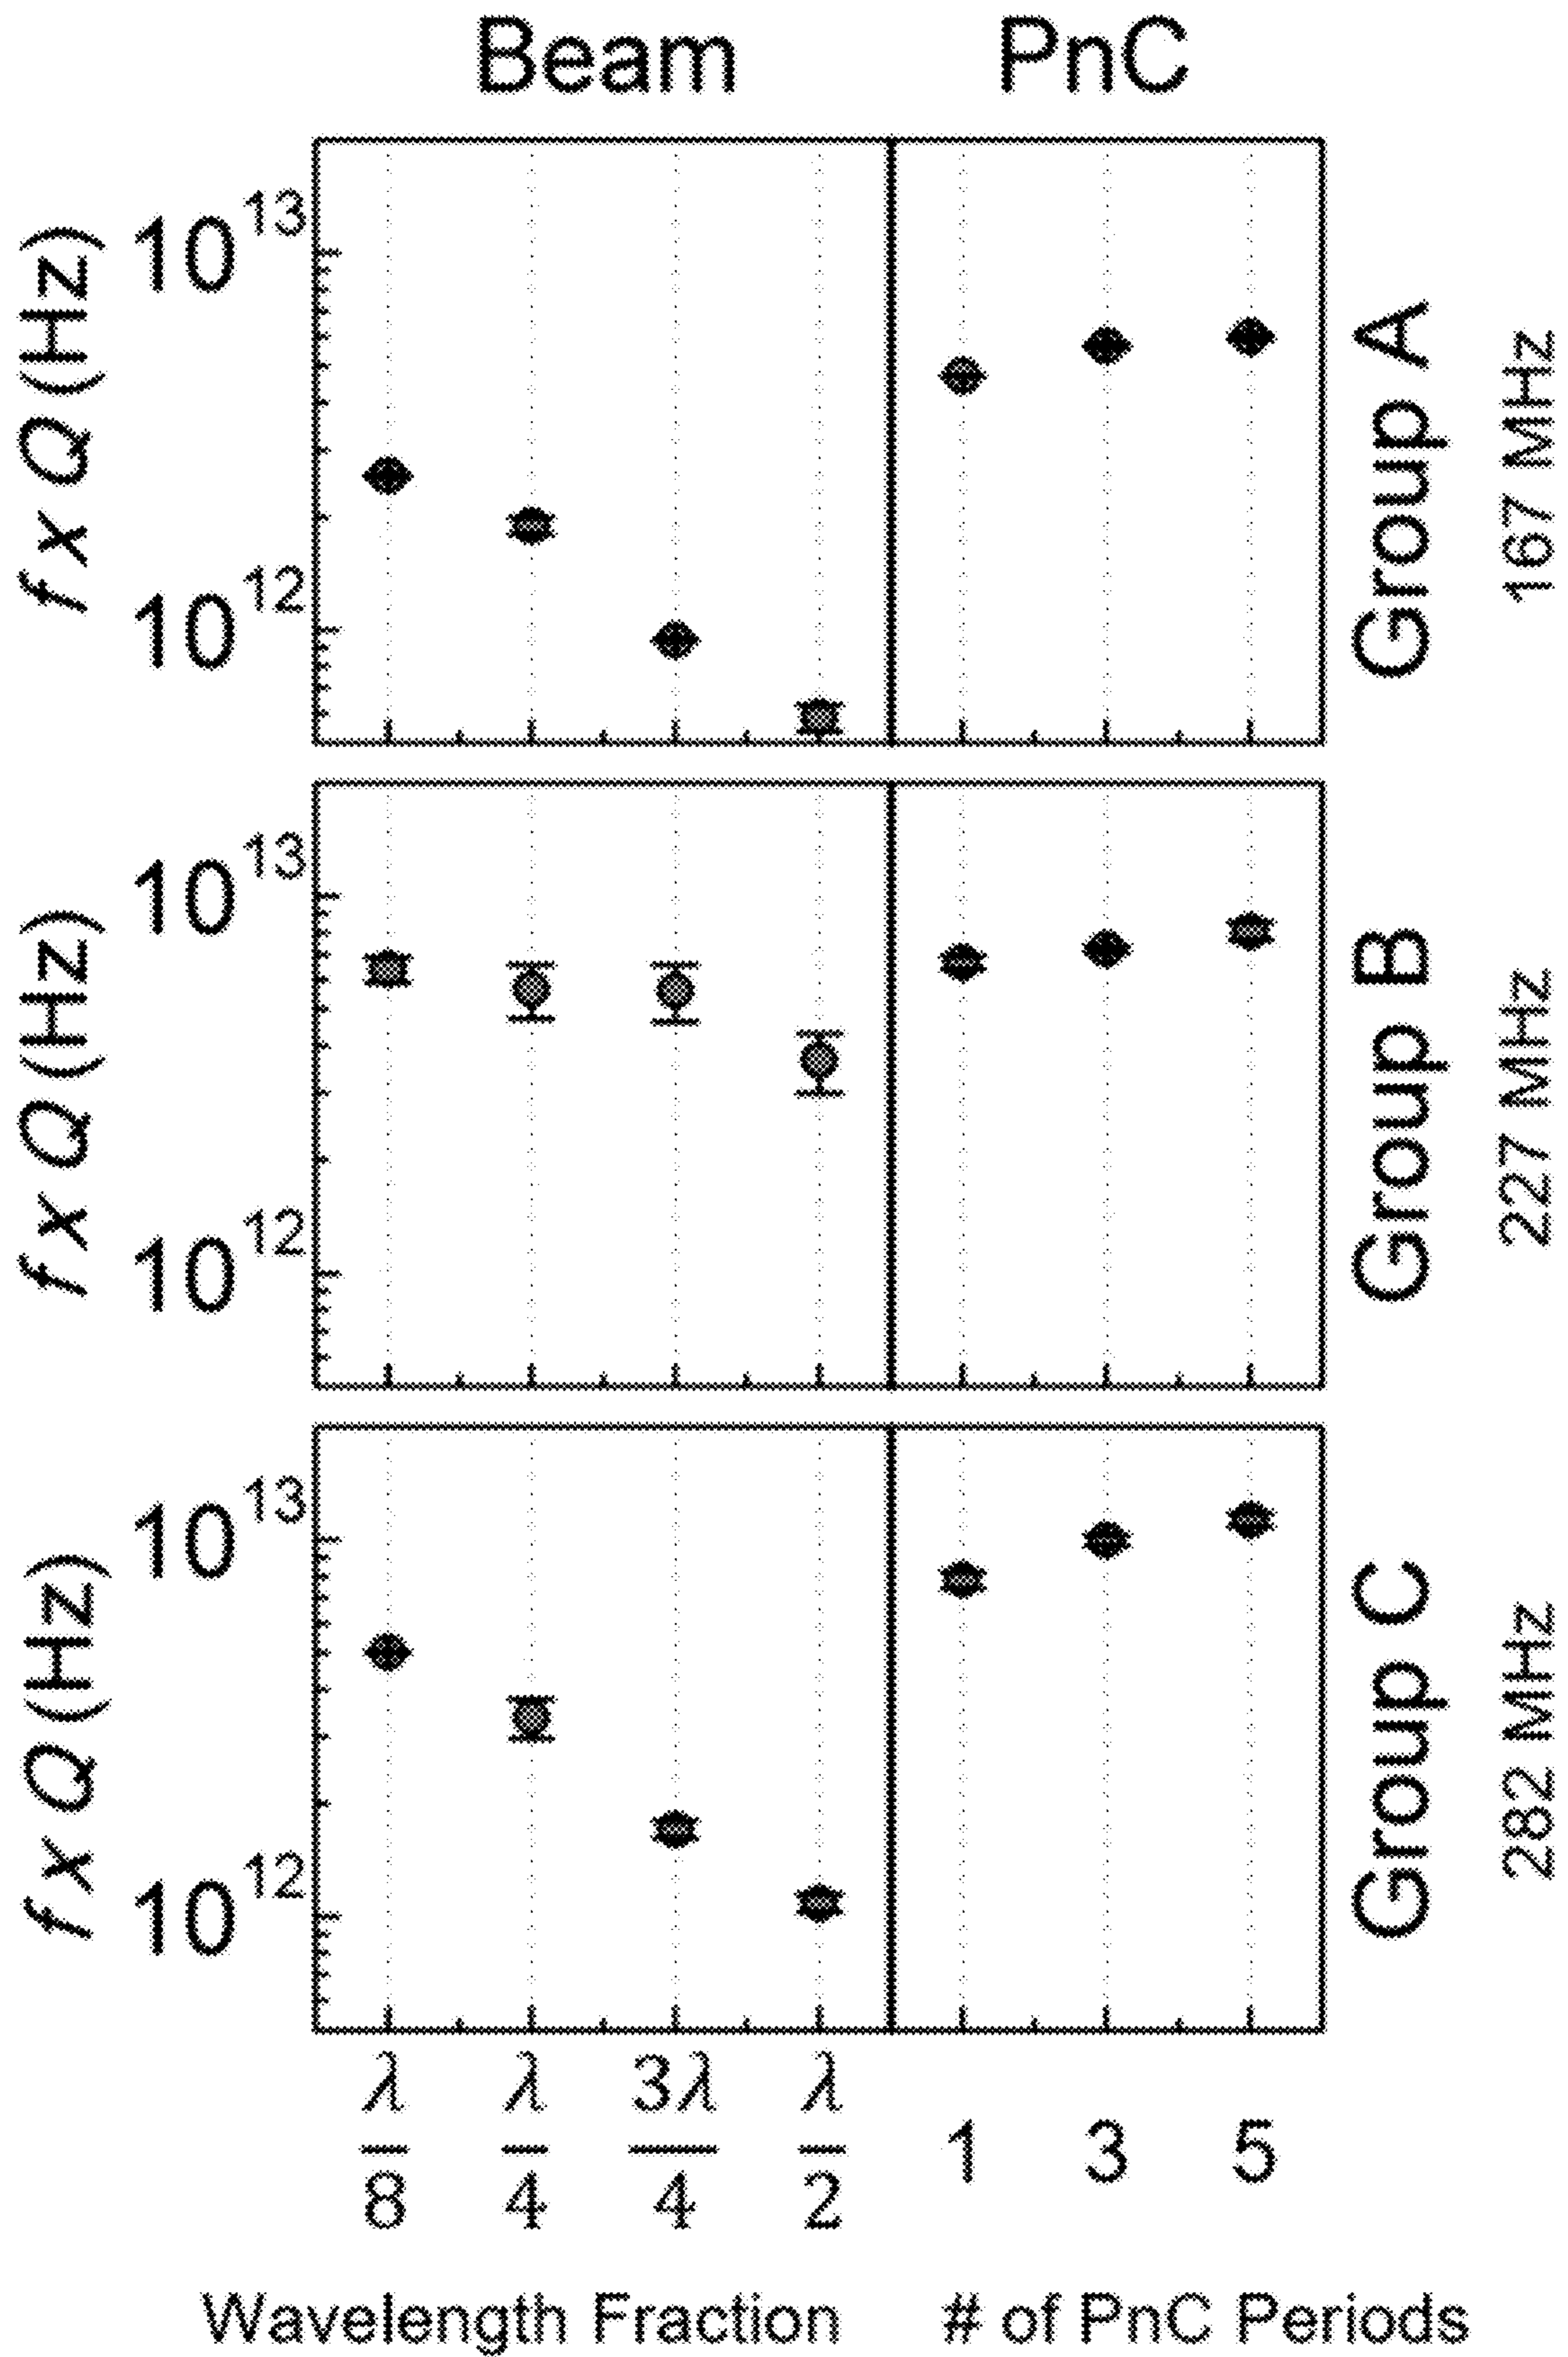 Beam PnC
f x Q (Hz)
10^13
10^12
Group A
167 MHz
f x Q (Hz)
10^13
10^12
Group B
227 MHz
f x Q (Hz)
10^13
10^12
Group C
282 MHz
λ/8 λ/4 3λ/4 λ/2 1 3 5
Wavelength Fraction # of PnC Periods